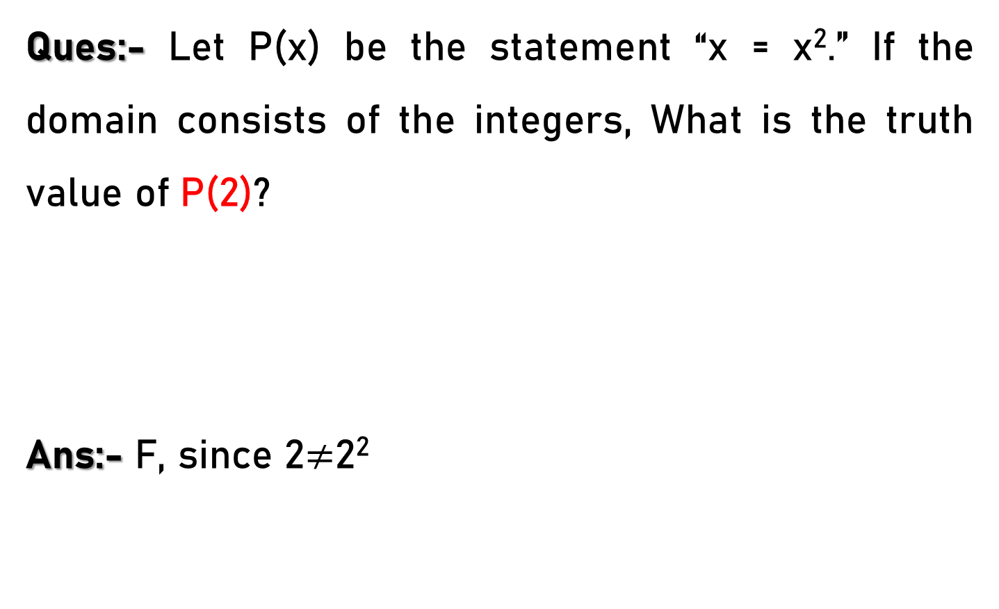 Ques:- Let P(x) be the statement “x = x².” If the
domain consists of the integers, What is the truth
value of P(2)?
Ans:- F, since 2≠2²